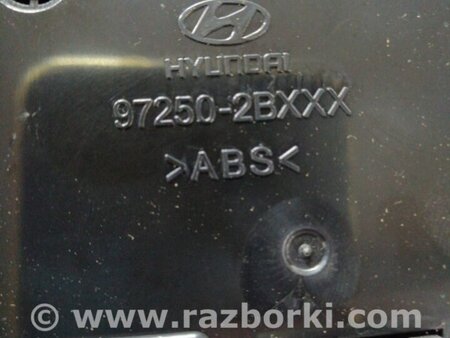 HYUNDAI
97250-2BXXX
>ABS<
© www.razborki.com